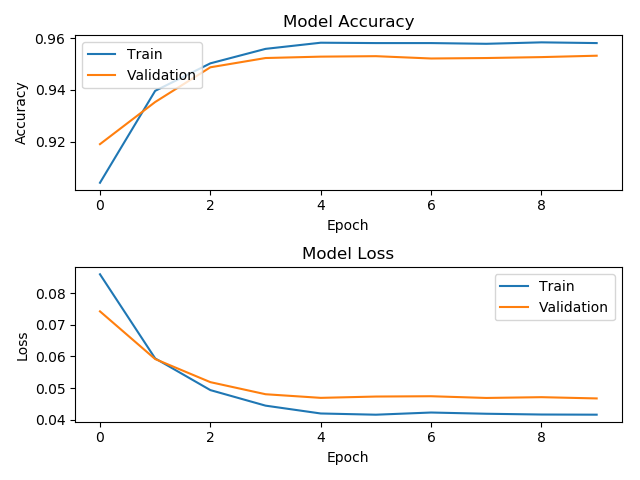 Model Accuracy
0.96
0.94
0.92
Accuracy
Train
Validation
0 2 4 6 8
Epoch
Model Loss
0.08
0.07
0.06
0.05
0.04
Loss
Train
Validation
0 2 4 6 8
Epoch